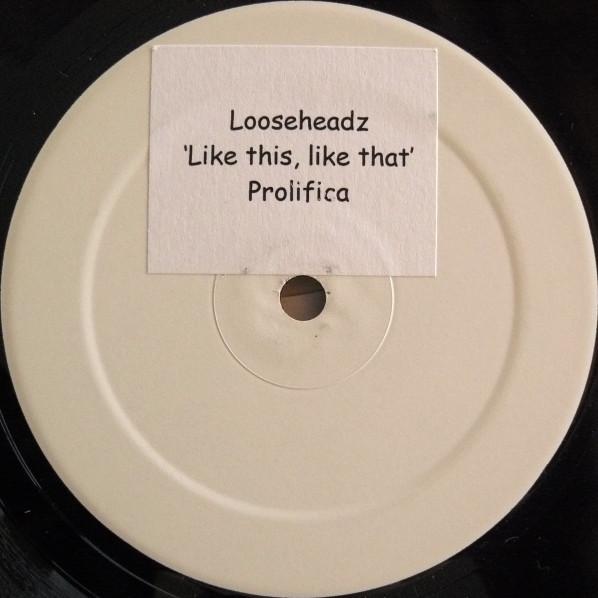 Looseheadz
‘Like this, like that’
Prolifica